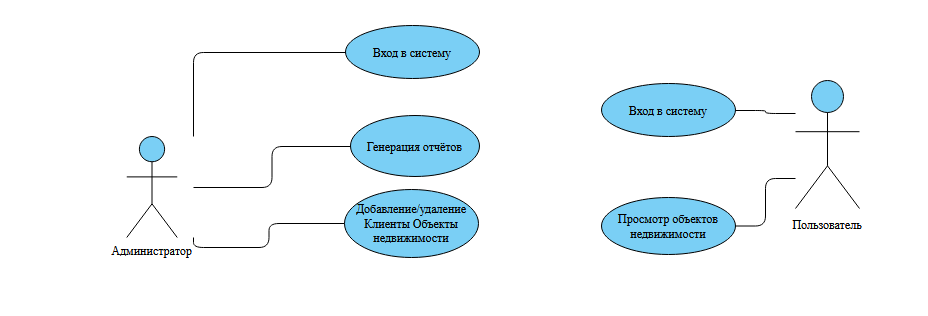 Вход в систему
Генерация отчётов
Добавление/удаление
Клиенты Объекты
недвижимости
Администратор
Вход в систему
Просмотр объектов
недвижимости
Пользователь